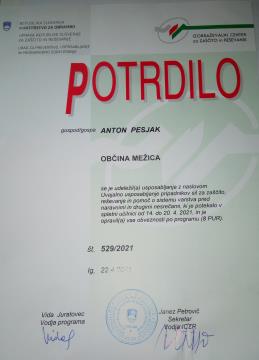 REPUBLIKA SLOVENIJA
MINISTRSTVO ZA OBRAMBO
UPRAVA REPUBLIKE SLOVENIJE
ZA ZAŠČITO IN REŠEVANJE
IZOBRAŽEVALNI CENTER
ZA ZAŠČITO IN REŠEVANJE
POTRDILO
gospod/gospa ANTON PESJAK
OBČINA MEŽICA
se je udeležil(a) usposabljanja z naslovom
Uvajalno usposabljanje pripadnikov sil za zaščito,
reševanje in pomoč o sistemu varstva pred
naravnimi in drugimi nesrečami, ki je potekalo v
spletni učilnici od 14. do 20. 4. 2021, in je
opravil(a) vse obveznosti po programu (8 PUR).
Št. 529/2021
Ig, 22.4.2021
Vida Juratovec
Vodja programa
Janez Petrovič
Sekretar
Vodja ICZR